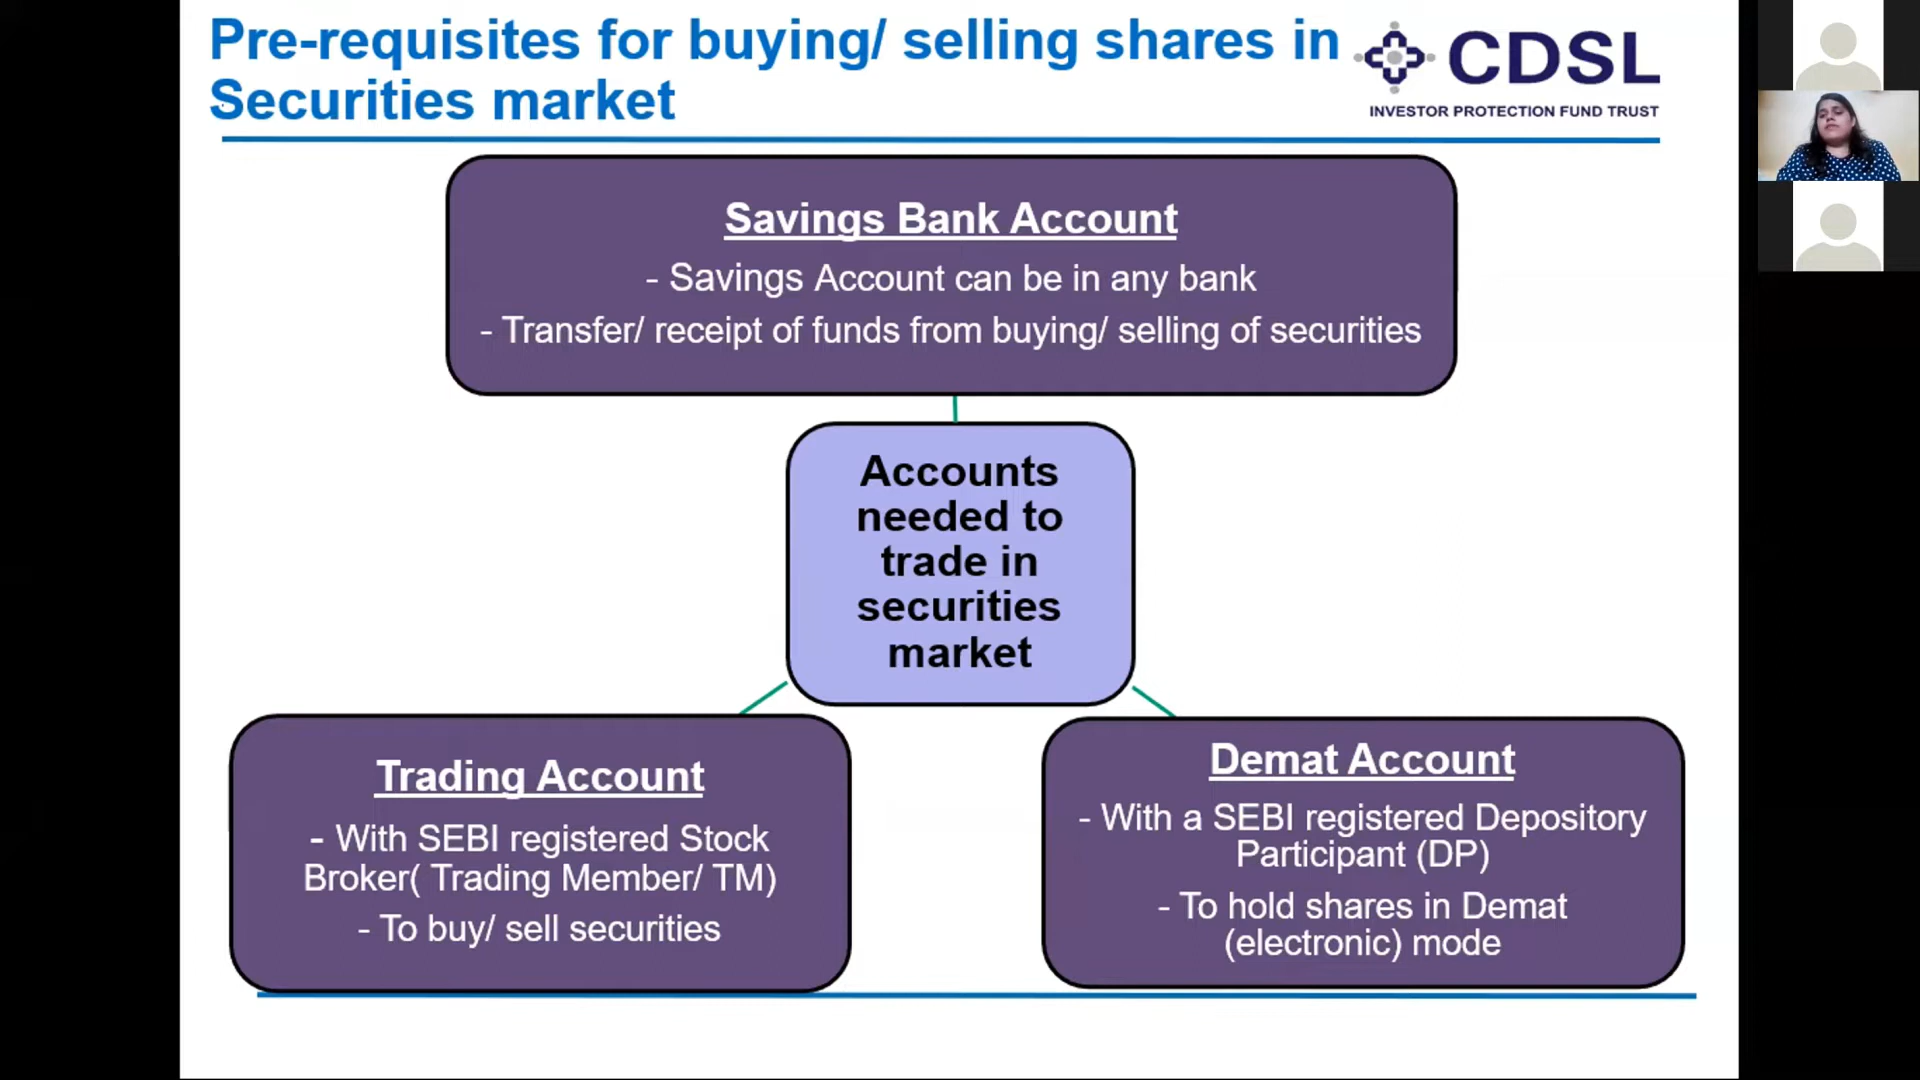 Pre-requisites for buying/ selling shares in
Securities market
CDSL
INVESTOR PROTECTION FUND TRUST
Savings Bank Account
- Savings Account can be in any bank
- Transfer/ receipt of funds from buying/ selling of securities
Accounts
needed to
trade in
securities
market
Trading Account
- With SEBI registered Stock
Broker( Trading Member/ TM)
- To buy/ sell securities
Demat Account
- With a SEBI registered Depository
Participant (DP)
- To hold shares in Demat
(electronic) mode